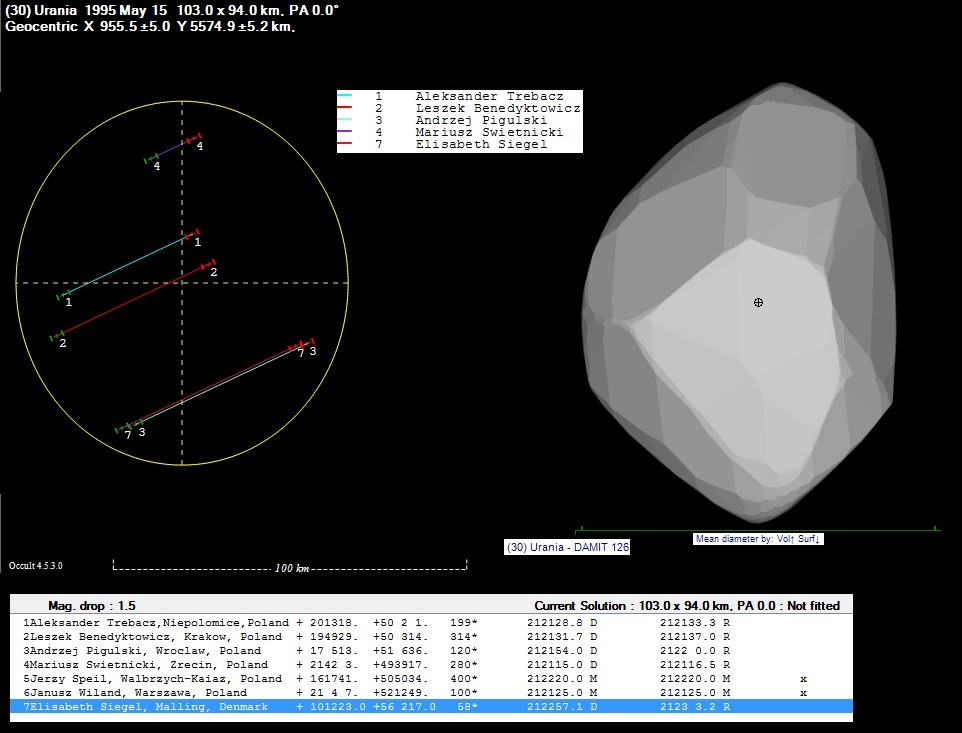 (30) Urania 1995 May 15 103.0 x 94.0 km, PA 0.0°
Geocentric X 955.5 ±5.0 Y 5574.9 ±5.2 km.
1 Aleksander Trebacz
2 Leszek Benedyktowicz
3 Andrzej Pigulski
4 Mariusz Swietnicki
7 Elisabeth Siegel
4
4
1
1
2
2
7 3
7 3
(30) Urania - DAMIT 126
Mean diameter by: Vol↑ Surf↓
Occult 4.5.3.0
100 km
Mag. drop : 1.5 Current Solution : 103.0 x 94.0 km, PA 0.0 : Not fitted
1Aleksander Trebacz,Niepolomice,Poland + 201318. +50 2 1. 199* 212128.8 D 212133.3 R
2Leszek Benedyktowicz, Krakow, Poland + 194929. +50 314. 314* 212131.7 D 212137.0 R
3Andrzej Pigulski, Wroclaw, Poland + 17 513. +51 636. 120* 212154.0 D 2122 0.0 R
4Mariusz Swietnicki, Zrecin, Poland + 2142 3. +493917. 280* 212115.0 D 212116.5 R
5Jerzy Speil, Walbrzych-Kaiaz, Poland + 161741. +505034. 400* 212220.0 M 212220.0 M x
6Janusz Wiland, Warszawa, Poland + 21 4 7. +521249. 100* 212125.0 M 212125.0 M x
7Elisabeth Siegel, Malling, Denmark + 101223.0 +56 217.0 58* 212257.1 D 2123 3.2 R